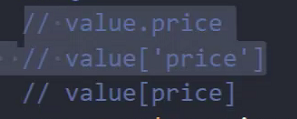 // value.price
// value['price']
// value[price]